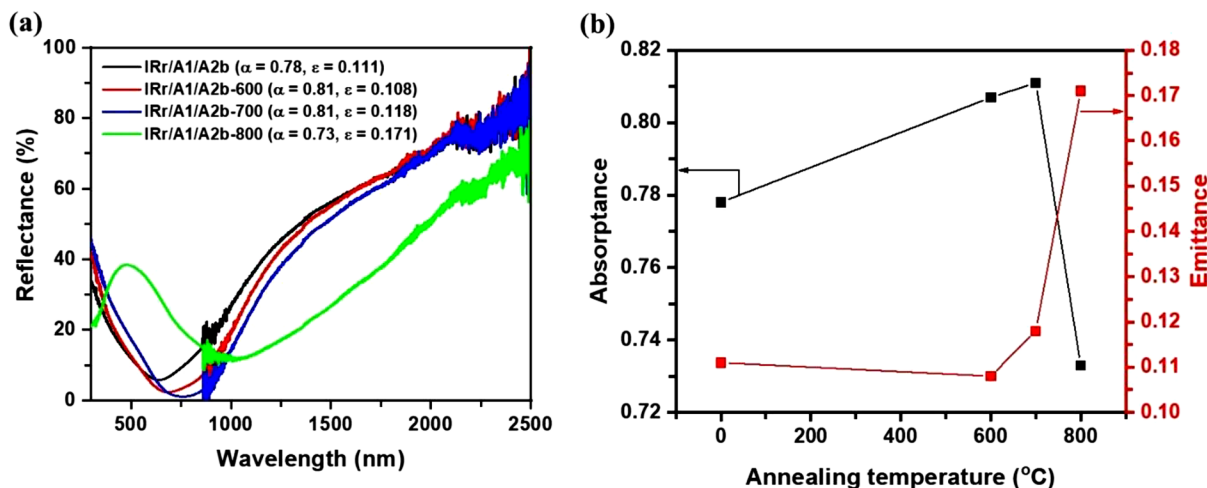 (a)
100
80
60
40
20
0
Reflectance (%)
IRr/A1/A2b (α = 0.78, ε = 0.111)
IRr/A1/A2b-600 (α = 0.81, ε = 0.108)
IRr/A1/A2b-700 (α = 0.81, ε = 0.118)
IRr/A1/A2b-800 (α = 0.73, ε = 0.171)
500 1000 1500 2000 2500
Wavelength (nm)
(b)
0.82
0.80
0.78
0.76
0.74
0.72
Absorptance
0.18
0.17
0.16
0.15
0.14
0.13
0.12
0.11
0.10
Emittance
0 200 400 600 800
Annealing temperature (°C)